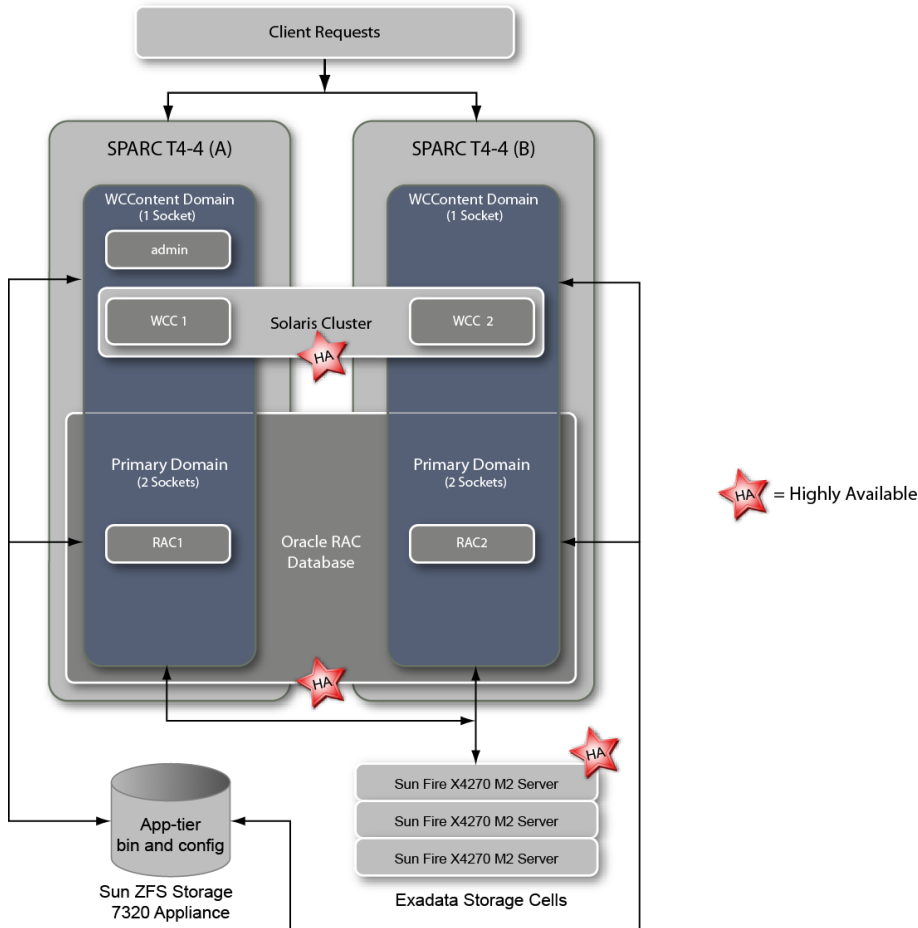 Client Requests
SPARC T4-4 (A)
SPARC T4-4 (B)
WCContent Domain
(1 Socket)
WCContent Domain
(1 Socket)
admin
WCC 1
Solaris Cluster
WCC 2
HA
Primary Domain
(2 Sockets)
Primary Domain
(2 Sockets)
HA = Highly Available
RAC1
Oracle RAC
Database
RAC2
HA
HA
Sun Fire X4270 M2 Server
Sun Fire X4270 M2 Server
Sun Fire X4270 M2 Server
Exadata Storage Cells
App-tier
bin and config
Sun ZFS Storage
7320 Appliance